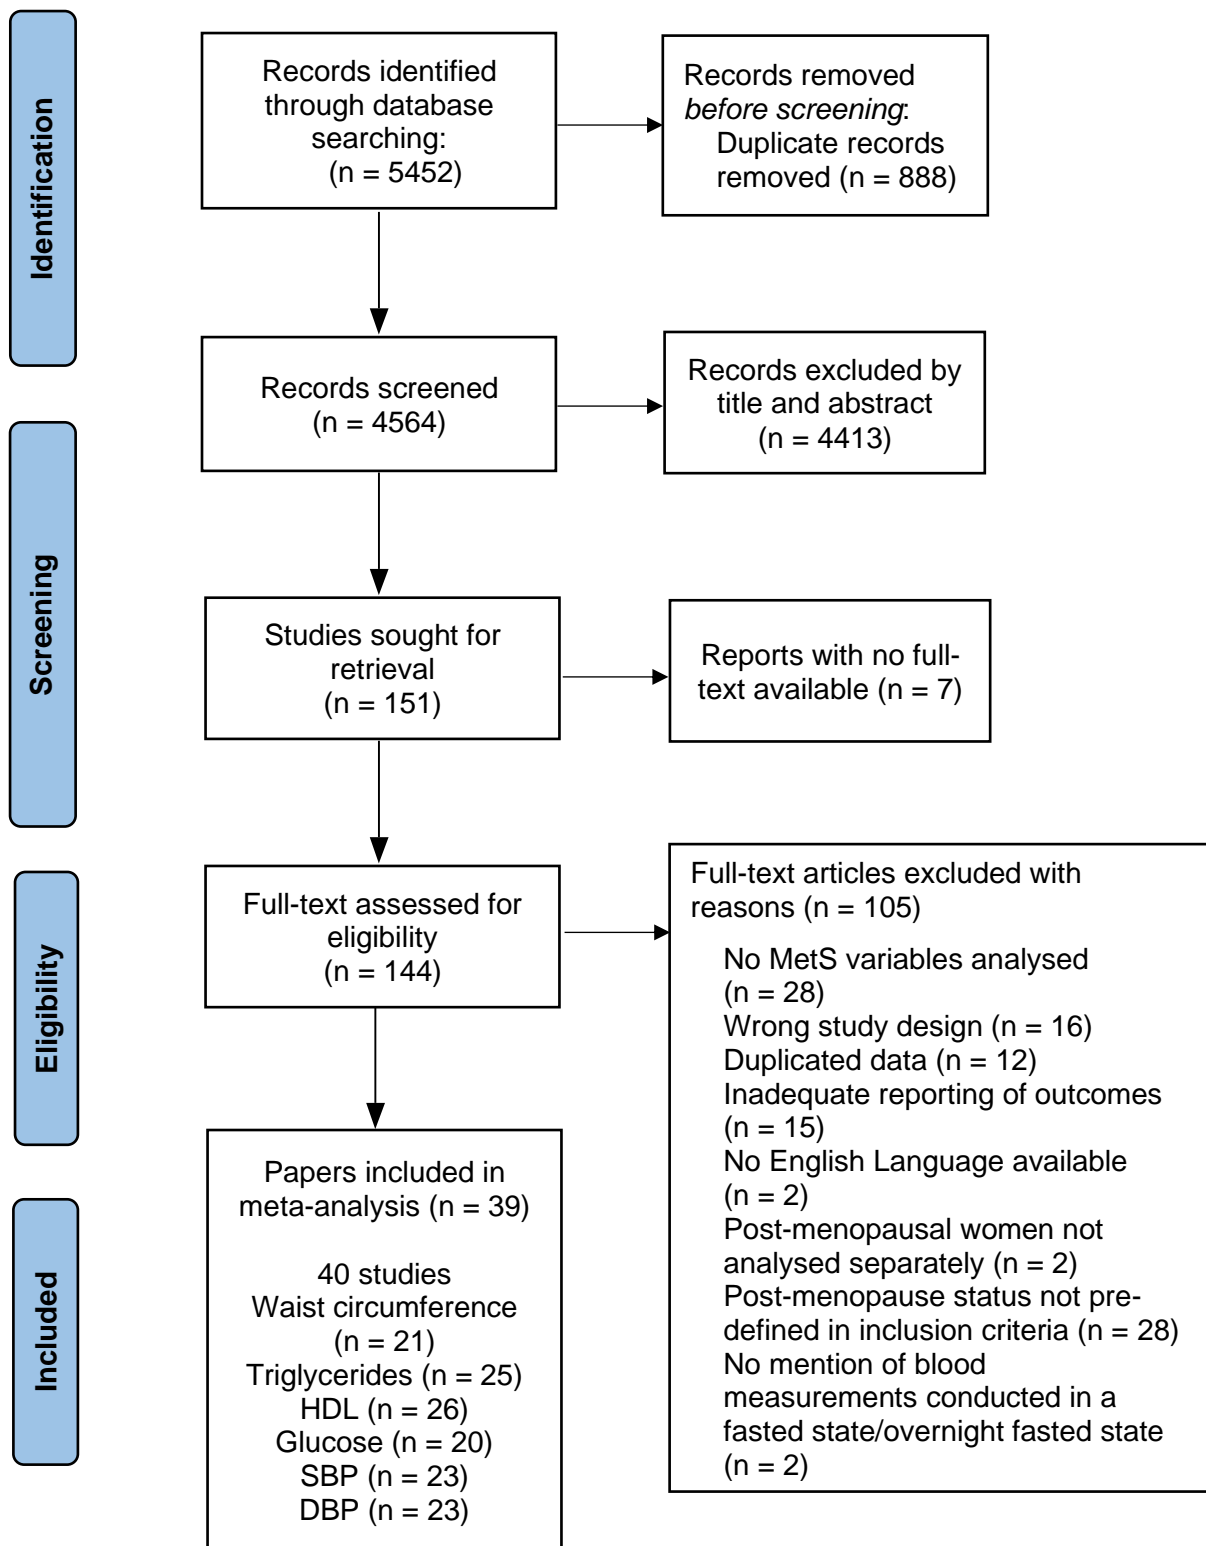 Identification
Records identified
through database
searching:
(n = 5452)
Records removed
before screening:
Duplicate records
removed (n = 888)
Records screened
(n = 4564)
Records excluded by
title and abstract
(n = 4413)
Screening
Studies sought for
retrieval
(n = 151)
Reports with no full-
text available (n = 7)
Eligibility
Full-text assessed for
eligibility
(n = 144)
Full-text articles excluded with
reasons (n = 105)
No MetS variables analysed
(n = 28)
Wrong study design (n = 16)
Duplicated data (n = 12)
Inadequate reporting of outcomes
(n = 15)
No English Language available
(n = 2)
Post-menopausal women not
analysed separately (n = 2)
Post-menopause status not pre-
defined in inclusion criteria (n = 28)
No mention of blood
measurements conducted in a
fasted state/overnight fasted state
(n = 2)
Included
Papers included in
meta-analysis (n = 39)
40 studies
Waist circumference
(n = 21)
Triglycerides (n = 25)
HDL (n = 26)
Glucose (n = 20)
SBP (n = 23)
DBP (n = 23)